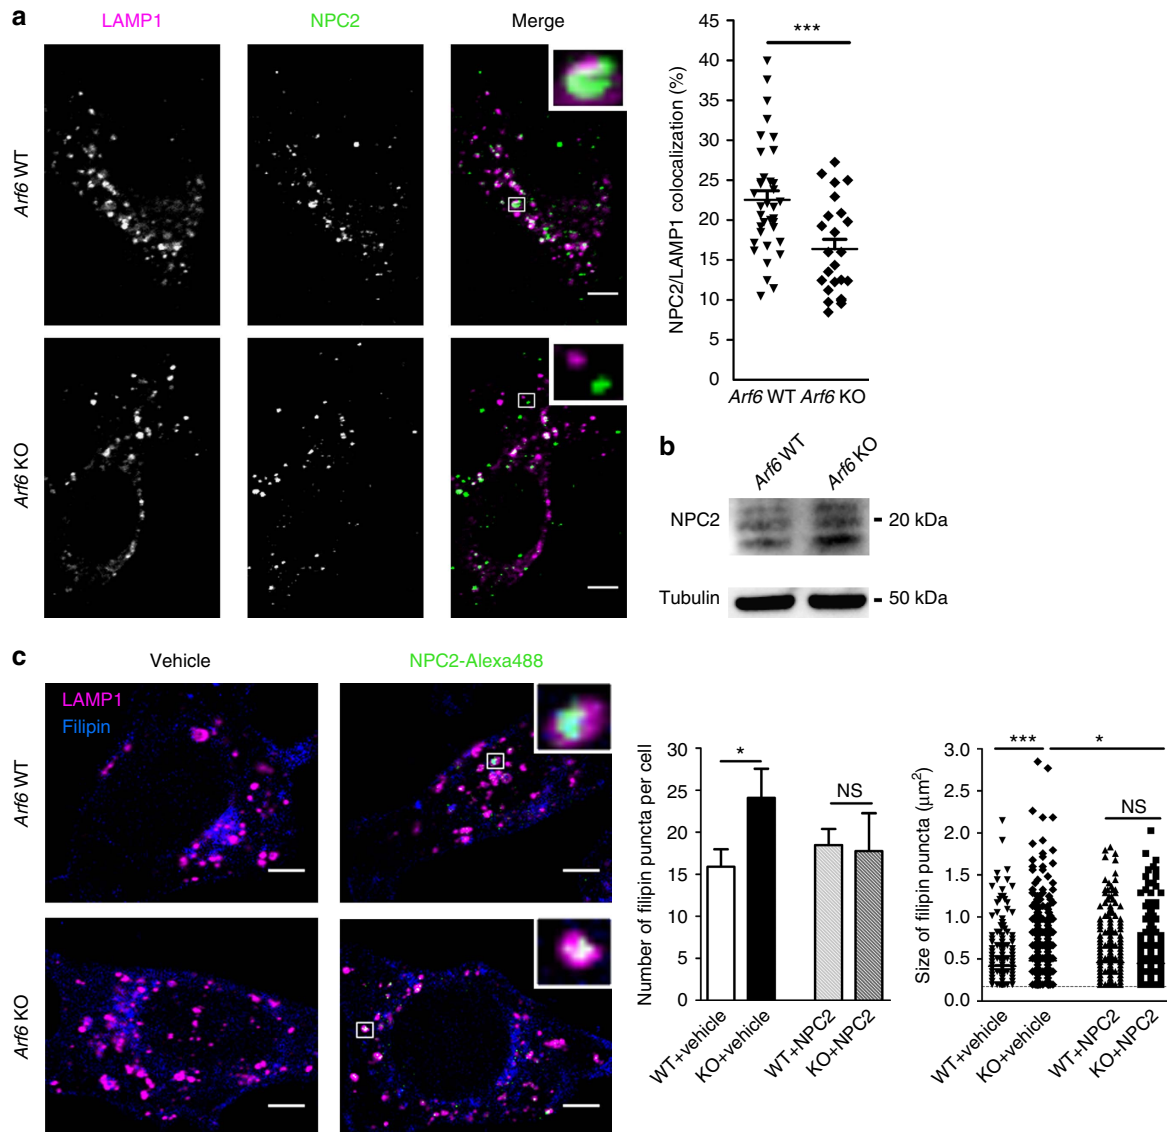 a
LAMP1
NPC2
Merge
Arf6 WT
Arf6 KO
NPC2/LAMP1 colocalization (%)
45
40
35
30
25
20
15
10
5
0
***
Arf6 WT Arf6 KO
b
Arf6 WT
Arf6 KO
NPC2
20 kDa
Tubulin
50 kDa
c
Vehicle
NPC2-Alexa488
LAMP1
Filipin
Arf6 WT
Arf6 KO
Number of filipin puncta per cell
30
25
20
15
10
5
0
*
NS
WT+vehicle
KO+vehicle
WT+NPC2
KO+NPC2
Size of filipin puncta (μm²)
3.0
2.5
2.0
1.5
1.0
0.5
0.0
***
*
NS
WT+vehicle
KO+vehicle
WT+NPC2
KO+NPC2